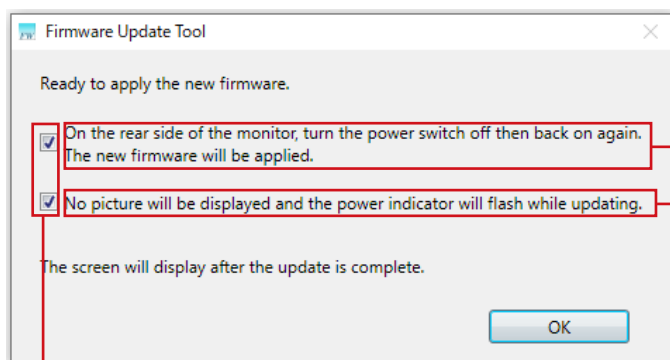 Firmware Update Tool
Ready to apply the new firmware.
On the rear side of the monitor, turn the power switch off then back on again.
The new firmware will be applied.
No picture will be displayed and the power indicator will flash while updating.
The screen will display after the update is complete.
OK